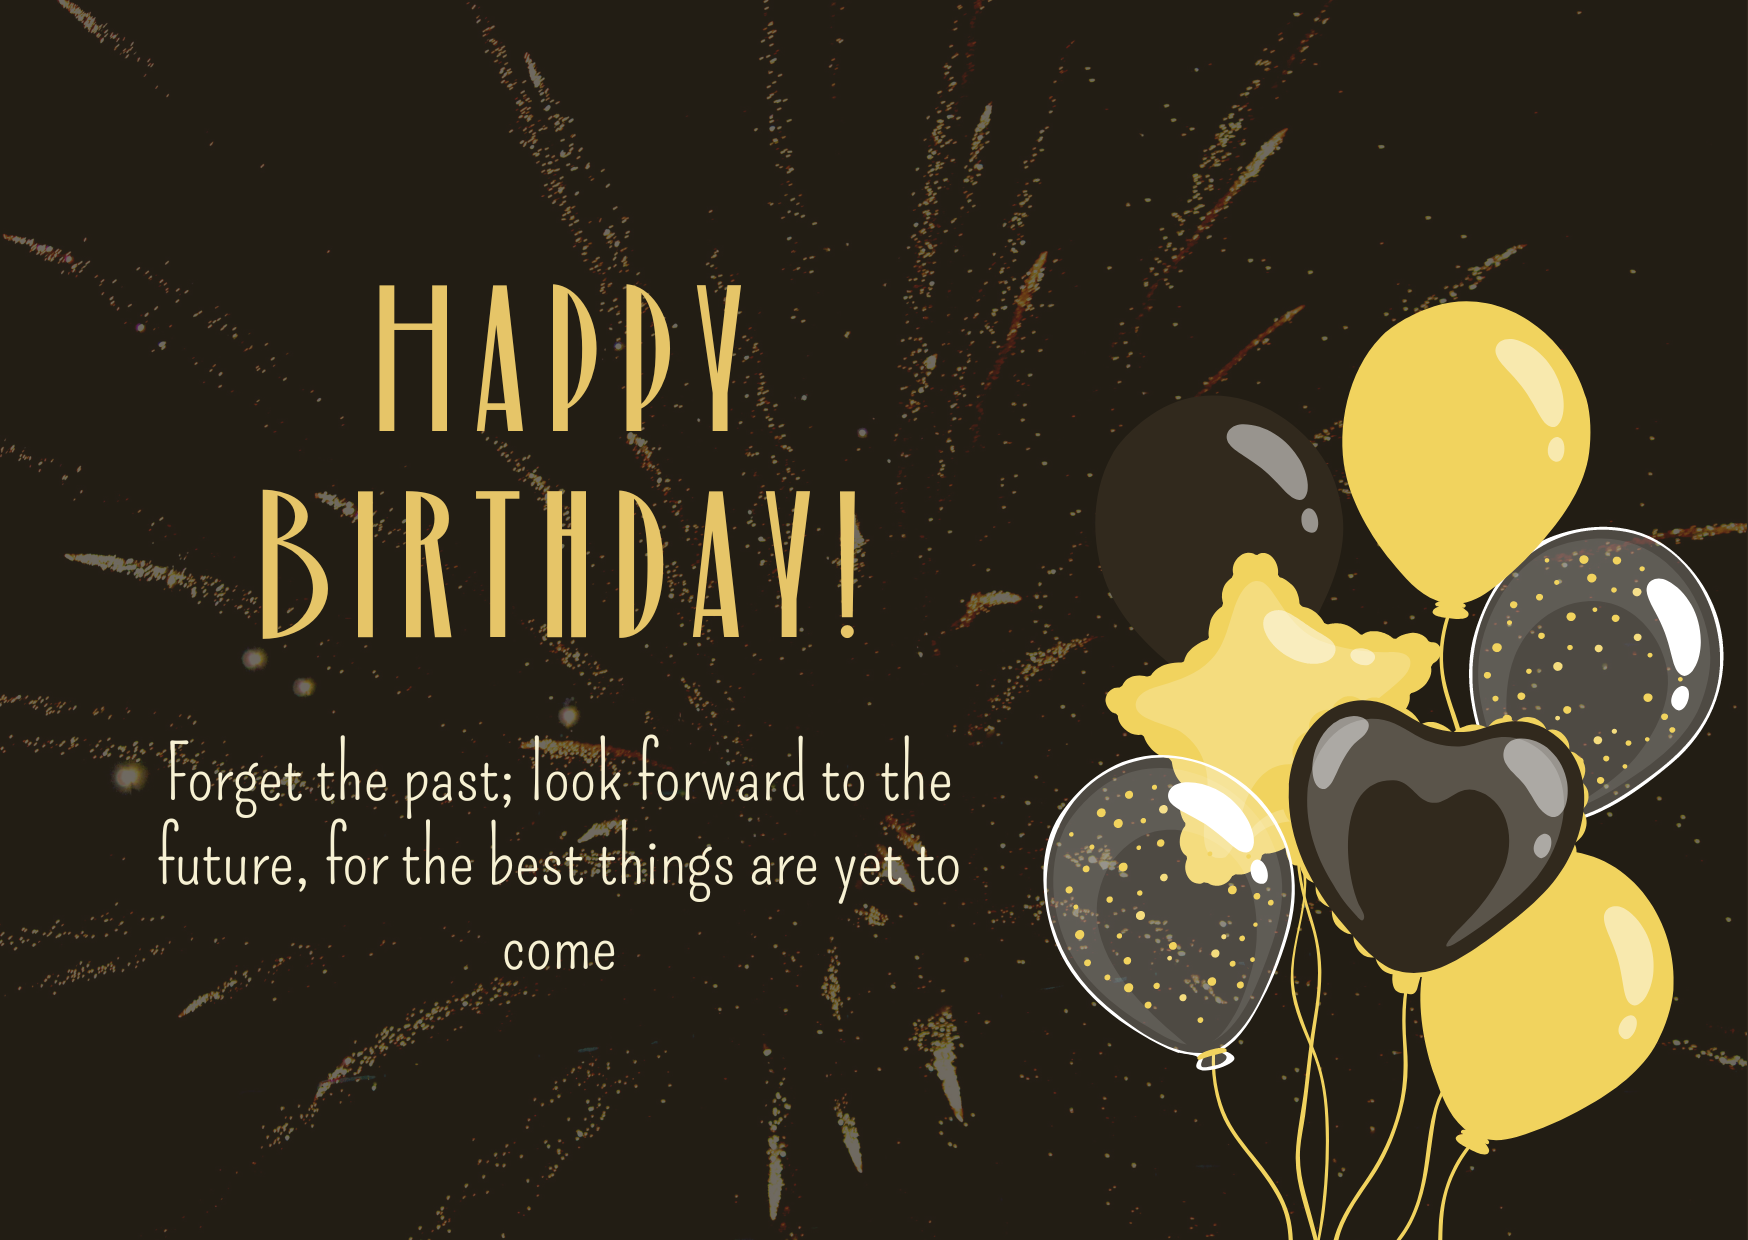 HAPPY
BIRTHDAY!
Forget the past; look forward to the
future, for the best things are yet to
come